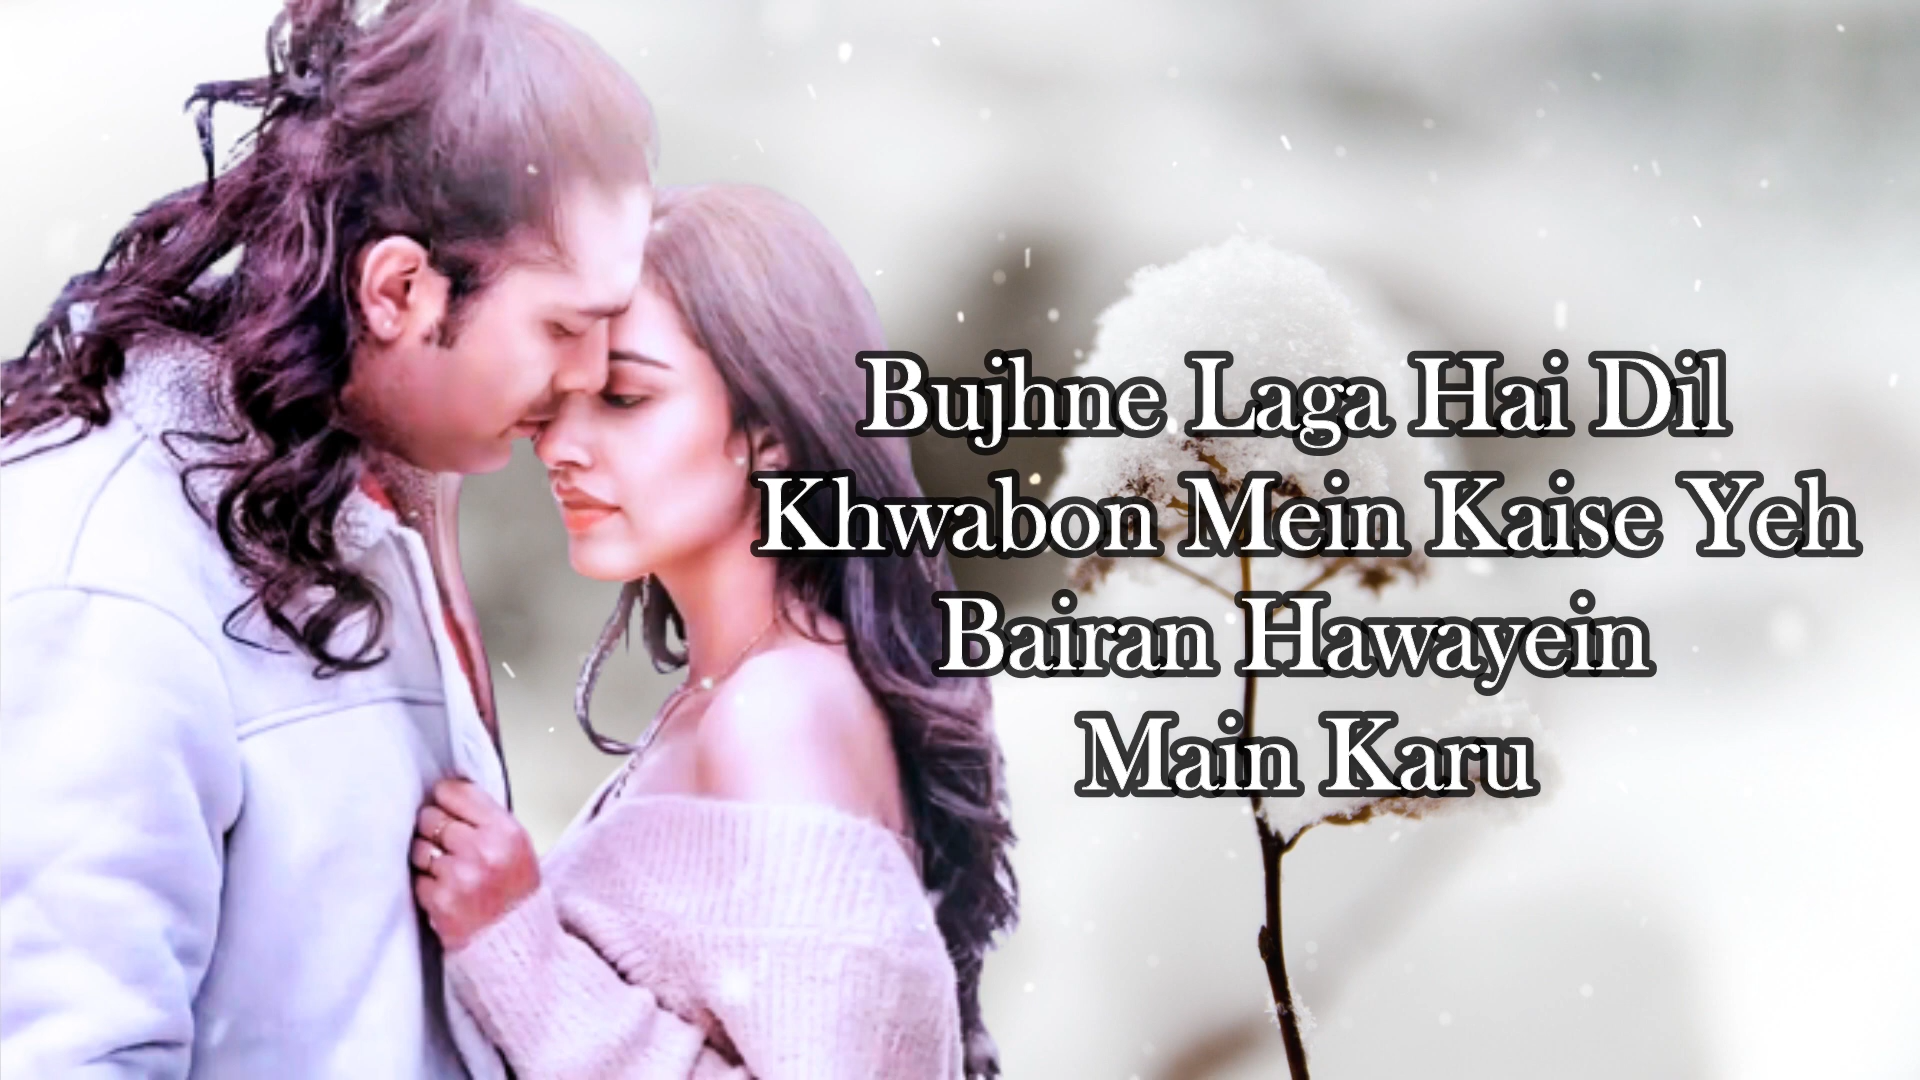 Bujhne Laga Hai Dil
Khwabon Mein Kaise Yeh
Bairan Hawayein
Main Karu